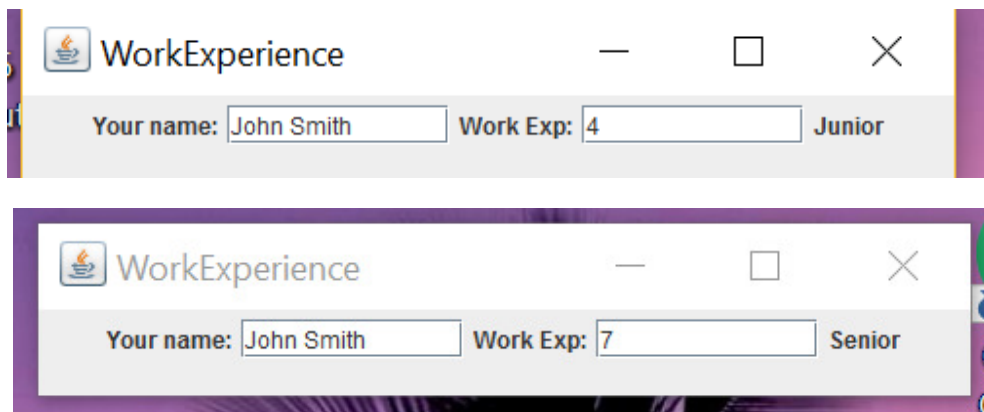 WorkExperience
Your name: John Smith Work Exp: 4 Junior
WorkExperience
Your name: John Smith Work Exp: 7 Senior